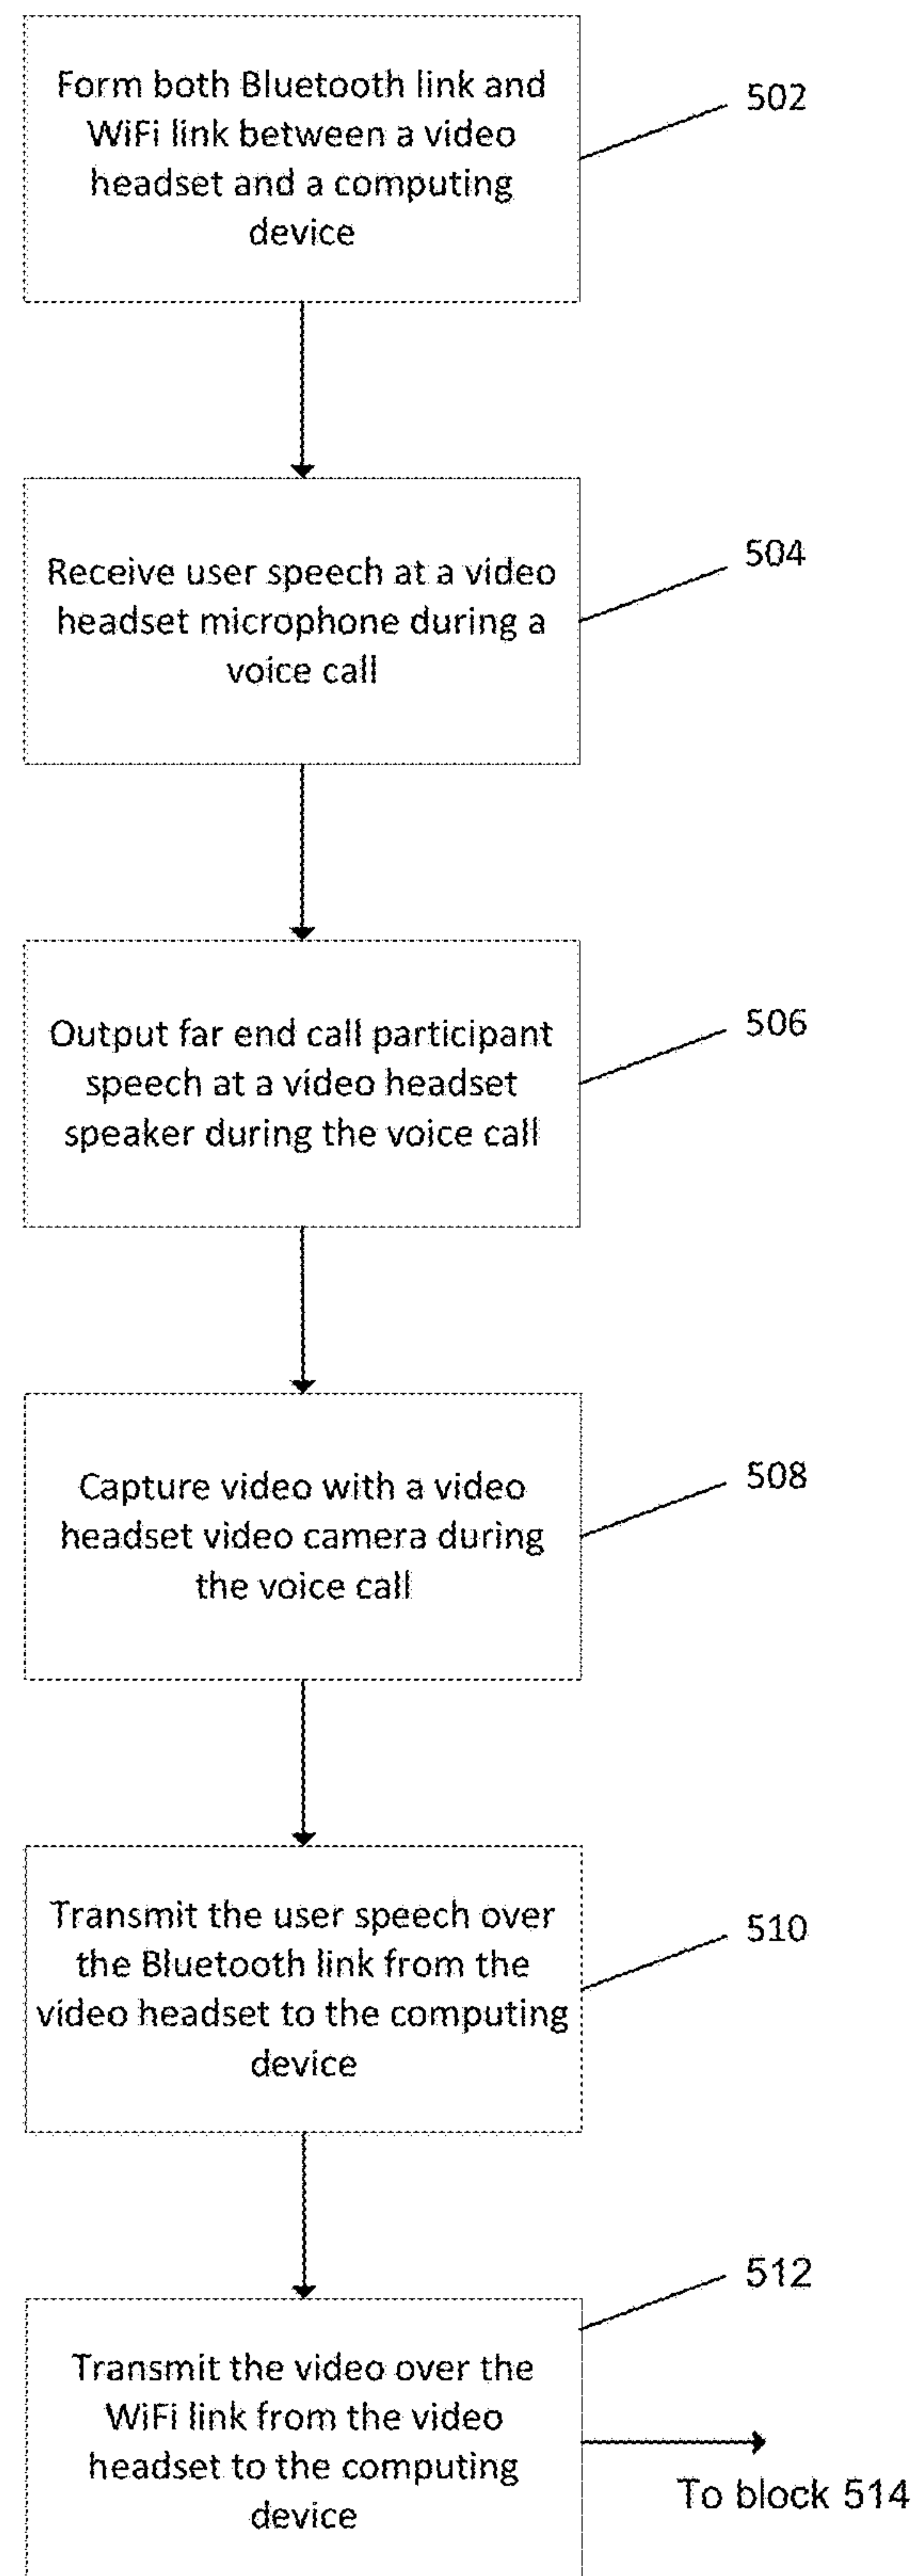 Form both Bluetooth link and
WiFi link between a video
headset and a computing
device
502
Receive user speech at a video
headset microphone during a
voice call
504
Output far end call participant
speech at a video headset
speaker during the voice call
506
Capture video with a video
headset video camera during
the voice call
508
Transmit the user speech over
the Bluetooth link from the
video headset to the computing
device
510
512
Transmit the video over the
WiFi link from the video
headset to the computing
device
To block 514